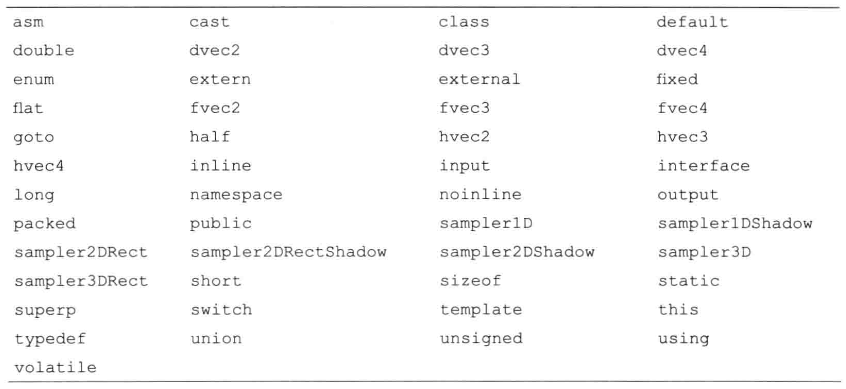 asm cast class default
double dvec2 dvec3 dvec4
enum extern external fixed
flat fvec2 fvec3 fvec4
goto half hvec2 hvec3
hvec4 inline input interface
long namespace noinline output
packed public sampler1D sampler1DShadow
sampler2DRect sampler2DRectShadow sampler2DShadow sampler3D
sampler3DRect short sizeof static
superp switch template this
typedef union unsigned using
volatile